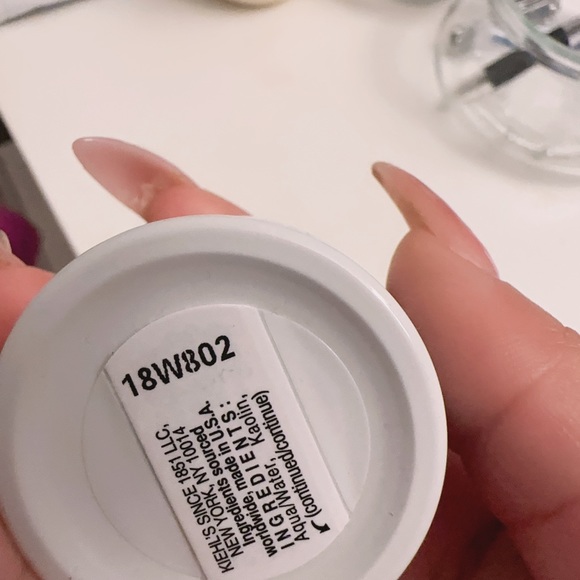 18W802
KIEHL'S SINCE 1851 LLC,
NEW YORK, NY 10014
Ingredients sourced
worldwide, made in U.S.A.
INGREDIENTS:
Aqua/Water, Kaolin,
(continued/continue)